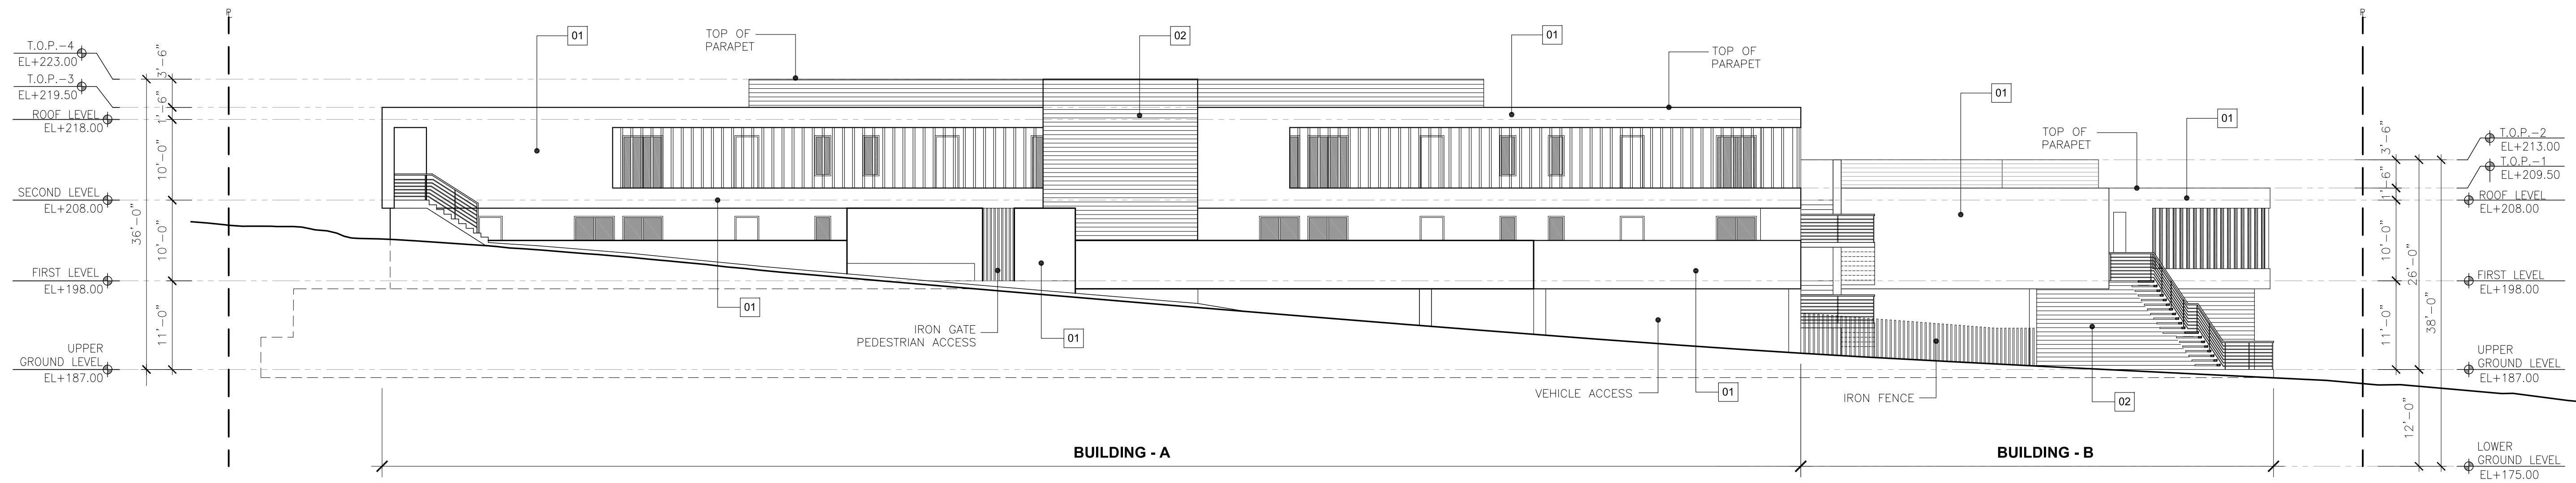 T.O.P.-4
EL+223.00
T.O.P.-3
EL+219.50
ROOF LEVEL
EL+218.00
SECOND LEVEL
EL+208.00
FIRST LEVEL
EL+198.00
UPPER
GROUND LEVEL
EL+187.00
36'-0"
3'-6"
1'-6"
10'-0"
10'-0"
11'-0"
PL
01
TOP OF
PARAPET
02
01
TOP OF
PARAPET
01
TOP OF
PARAPET
01
01
IRON GATE
PEDESTRIAN ACCESS
01
VEHICLE ACCESS
01
IRON FENCE
02
BUILDING - A
BUILDING - B
PL
3'-6"
1'-6"
10'-0"
11'-0"
26'-0"
12'-0"
38'-0"
T.O.P.-2
EL+213.00
T.O.P.-1
EL+209.50
ROOF LEVEL
EL+208.00
FIRST LEVEL
EL+198.00
UPPER
GROUND LEVEL
EL+187.00
LOWER
GROUND LEVEL
EL+175.00